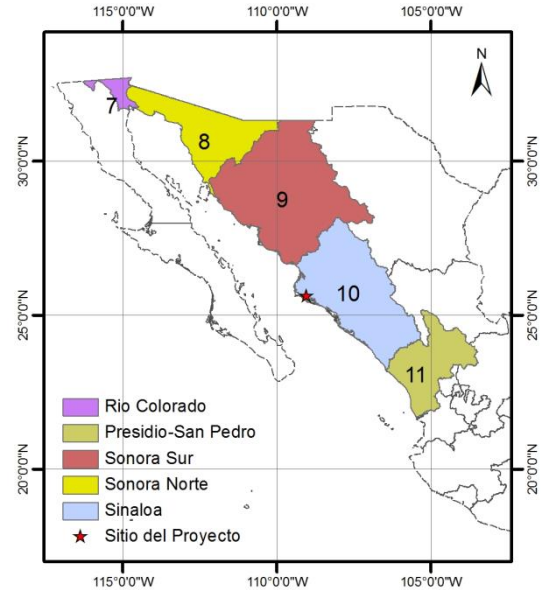 115°0'0"W 110°0'0"W 105°0'0"W
N
7
8
30°0'0"N 30°0'0"N
9
10
25°0'0"N 25°0'0"N
11
Rio Colorado
Presidio-San Pedro
Sonora Sur
Sonora Norte
20°0'0"N 20°0'0"N
Sinaloa
Sitio del Proyecto
115°0'0"W 110°0'0"W 105°0'0"W